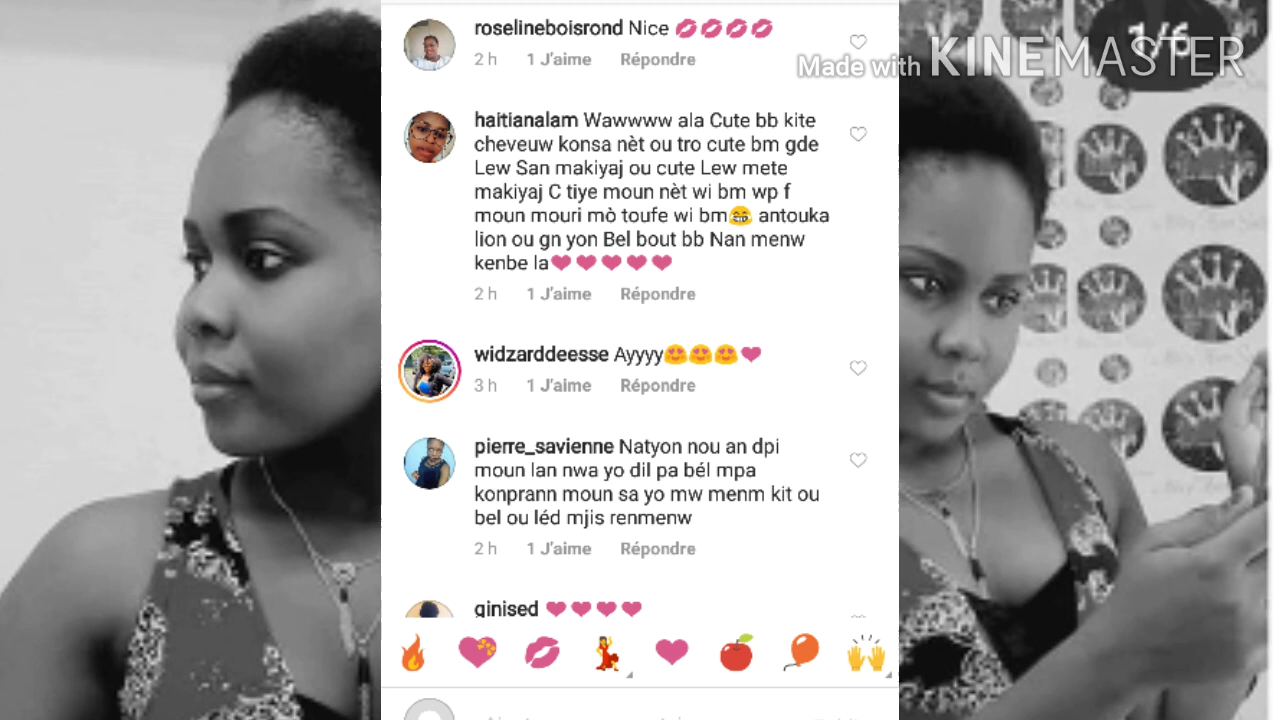 roselineboisrond Nice 💋💋💋💋
2 h 1 J'aime Répondre
1/6
Made with KINEMASTER
haitianalam Wawwww ala Cute bb kite
cheveuw konsa nèt ou tro cute bm gde
Lew San makiyaj ou cute Lew mete
makiyaj C tiye moun nèt wi bm wp f
moun mouri mò toufe wi bm😂 antouka
lion ou gn yon Bel bout bb Nan menw
kenbe la❤❤❤❤❤
2 h 1 J'aime Répondre
widzarddeesse Ayyyy😍😍😍❤
3 h 1 J'aime Répondre
pierre_savienne Natyon nou an dpi
moun lan nwa yo dil pa bél mpa
konprann moun sa yo mw menm kit ou
bel ou léd mjis renmenw
2 h 1 J'aime Répondre
ginised ❤❤❤❤